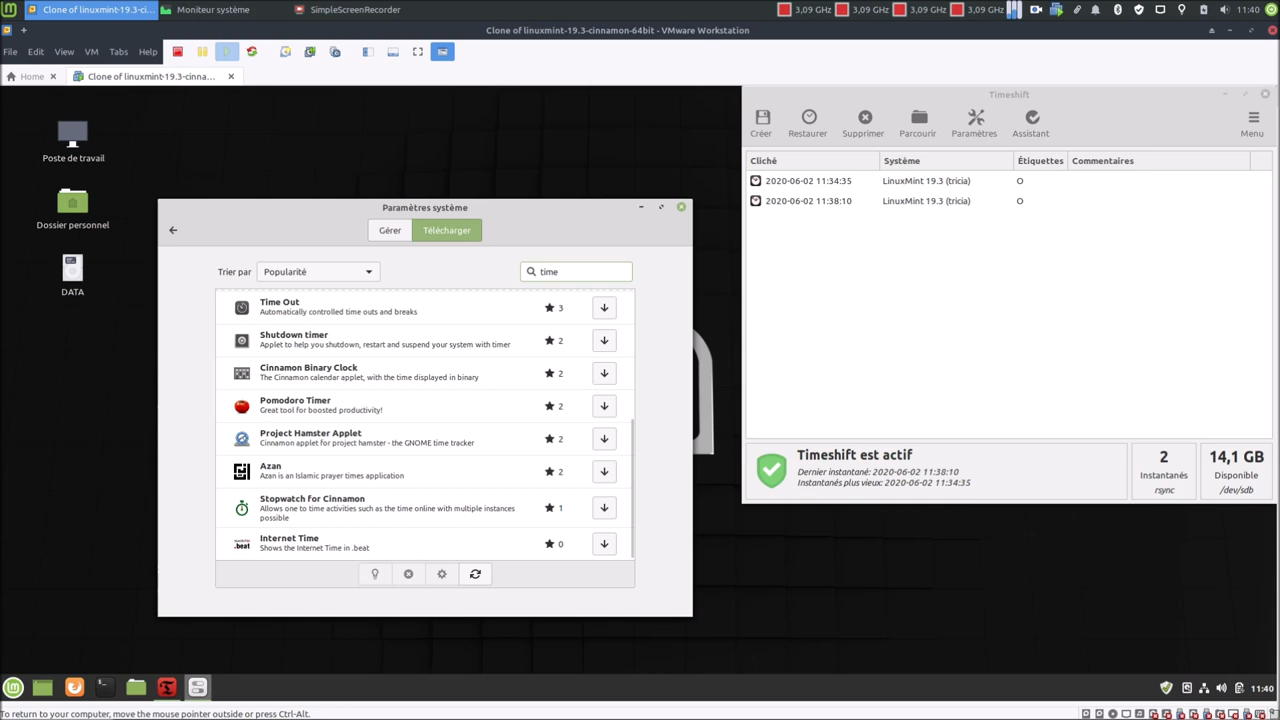 Clone of linuxmint-19.3-ci...
Moniteur système
SimpleScreenRecorder
3,09 GHz
3,09 GHz
3,09 GHz
3,09 GHz
11:40
Clone of linuxmint-19.3-cinnamon-64bit - VMware Workstation
File Edit View VM Tabs Help
Home
Clone of linuxmint-19.3-cinna...
Poste de travail
Dossier personnel
DATA
Paramètres système
Gérer
Télécharger
Trier par
Popularité
time
Time Out
Automatically controlled time outs and breaks
3
Shutdown timer
Applet to help you shutdown, restart and suspend your system with timer
2
Cinnamon Binary Clock
The Cinnamon calendar applet, with the time displayed in binary
2
Pomodoro Timer
Great tool for boosted productivity!
2
Project Hamster Applet
Cinnamon applet for project hamster - the GNOME time tracker
2
Azan
Azan is an Islamic prayer times application
2
Stopwatch for Cinnamon
Allows one to time activities such as the time online with multiple instances
possible
1
Internet Time
Shows the Internet Time in .beat
0
.beat
Timeshift
Créer
Restaurer
Supprimer
Parcourir
Paramètres
Assistant
Menu
Cliché Système Étiquettes Commentaires
2020-06-02 11:34:35 LinuxMint 19.3 (tricia) O
2020-06-02 11:38:10 LinuxMint 19.3 (tricia) O
Timeshift est actif
Dernier instantané: 2020-06-02 11:38:10
Instantanés plus vieux: 2020-06-02 11:34:35
2
Instantanés
rsync
14,1 GB
Disponible
/dev/sdb
11:40
To return to your computer, move the mouse pointer outside or press Ctrl-Alt.